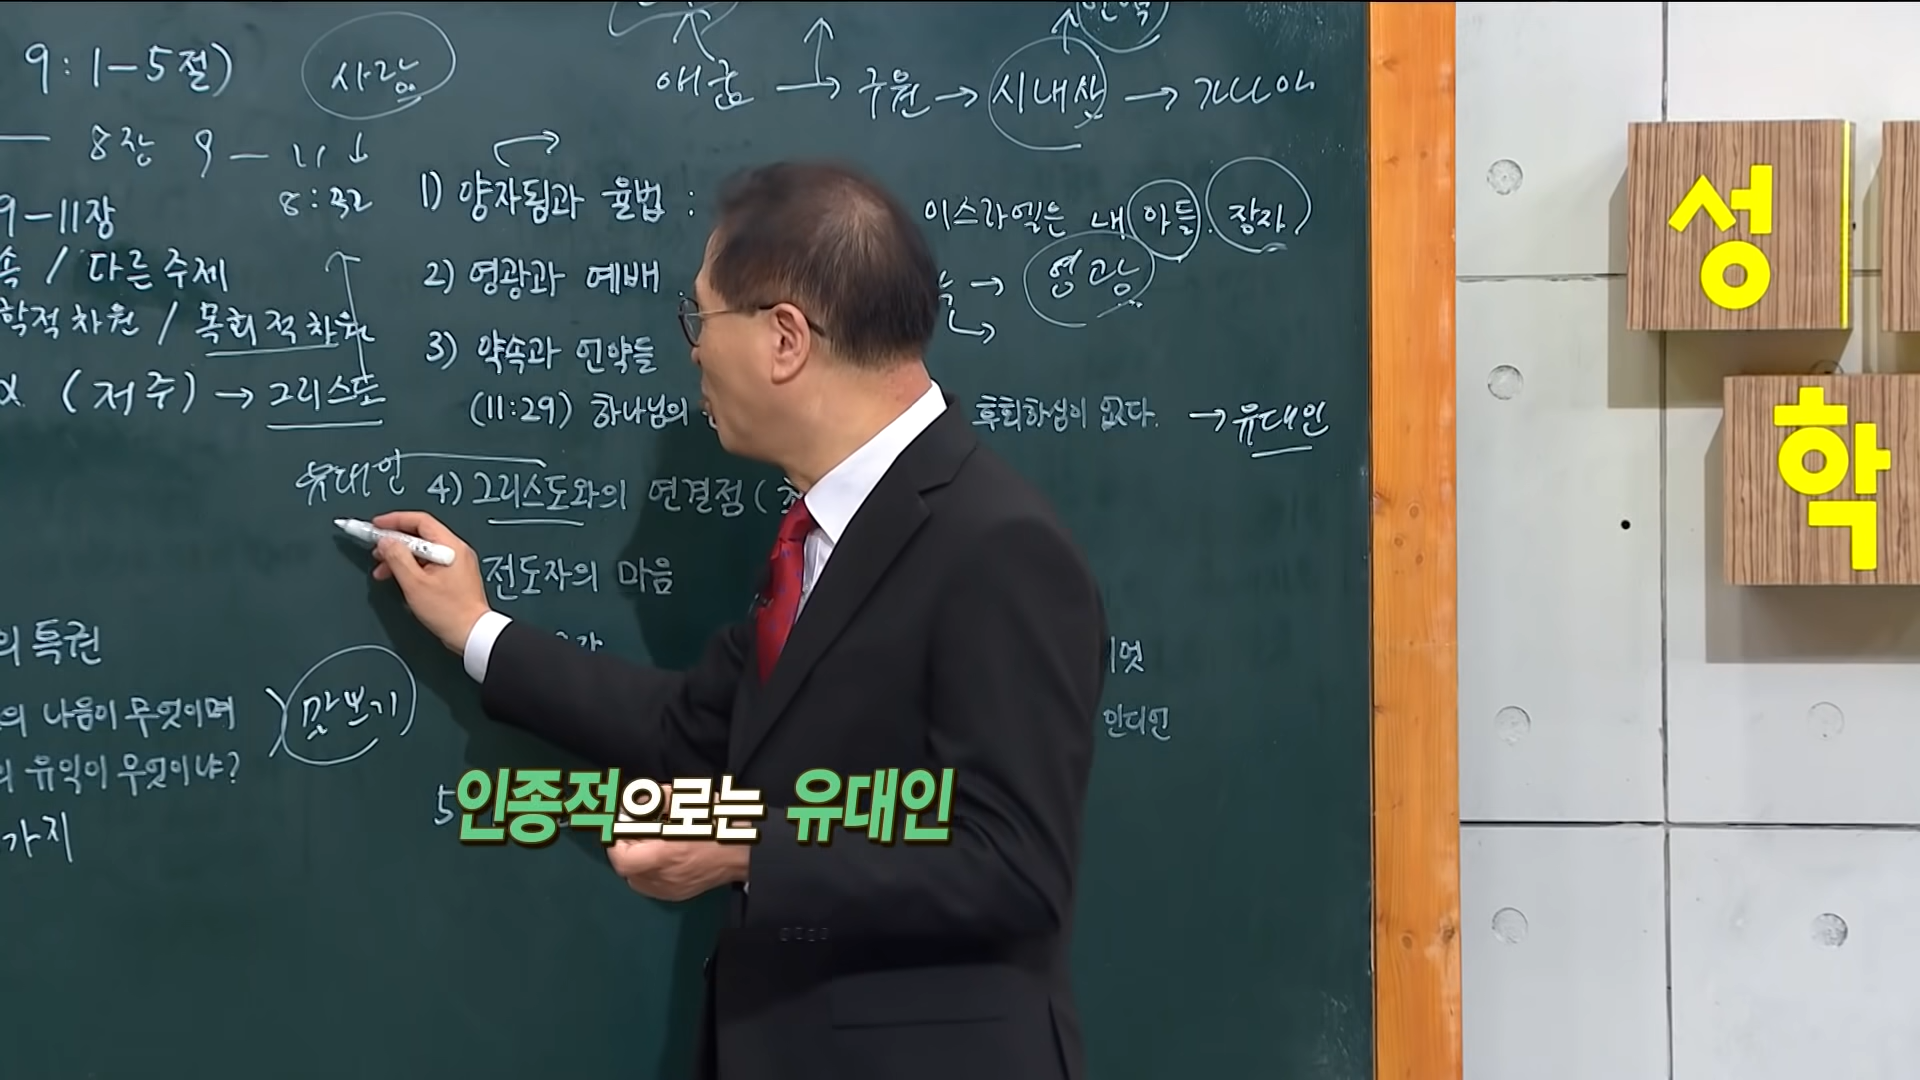 9:1-5절)
사랑
애굽 → 구원 → 시내산 → 가나안
8장 9 - 11 ↓
8:32
9-11장
/ 다른 주제
학적 차원 / 목회적 차원
(저주) → 그리스도
1) 양자됨과 율법 :
이스라엘은 내 아들. 장자
2) 영광과 예배
→ 영광
3) 약속과 언약들
(11:29) 하나님의
후회하심이 없다. → 유대인
유대인
4) 그리스도와의 연결점 (
전도자의 마음
의 특권
의 나음이 무엇이며
의 유익이 무엇이냐?
맛보기
가지
5
인디언
인종적으로는 유대인
성
학